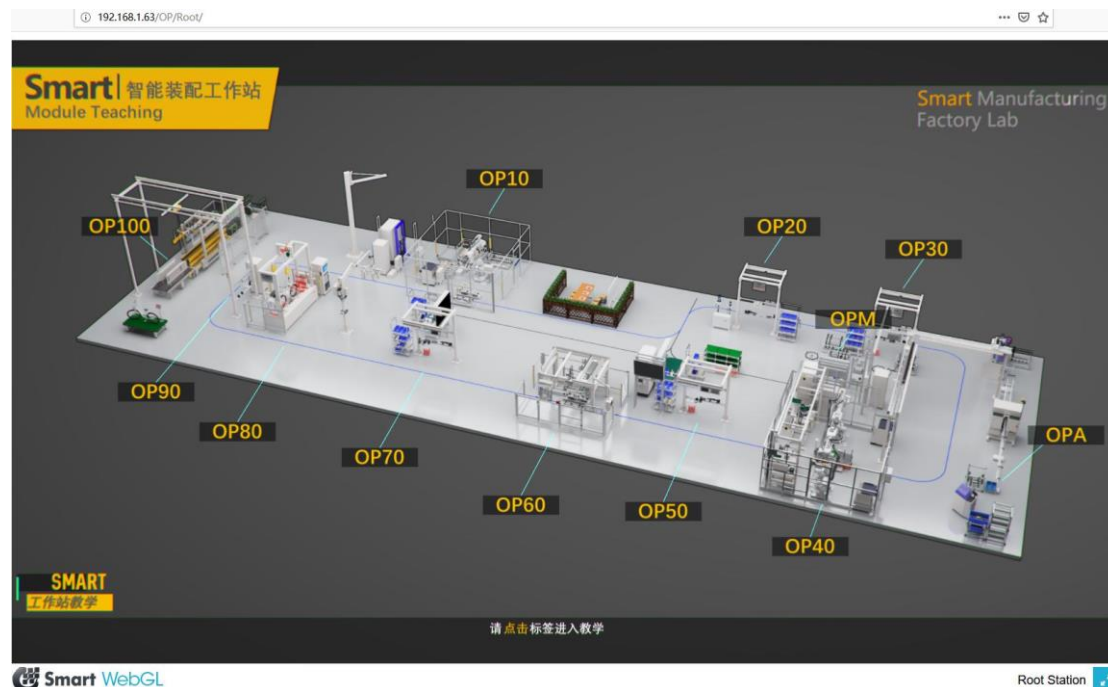 192.168.1.63/OP/Root/
Smart 智能装配工作站
Module Teaching
Smart Manufacturing
Factory Lab
OP10
OP100
OP20
OP30
OPM
OP90
OP80
OP70
OPA
OP60
OP50
OP40
SMART
工作站教学
请点击标签进入教学
Smart WebGL
Root Station